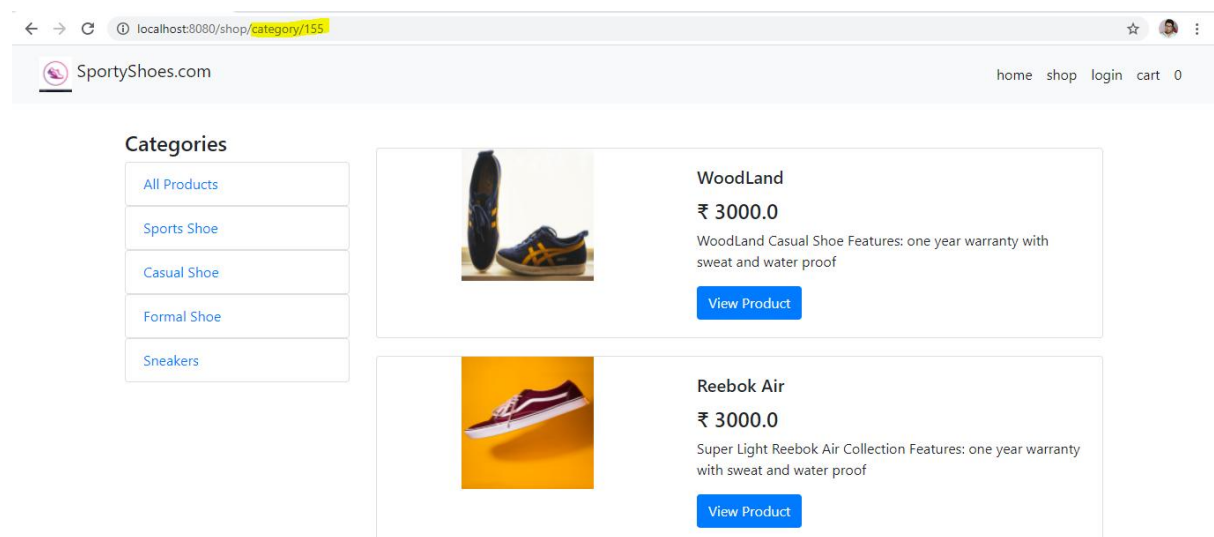 localhost:8080/shop/category/155
SportyShoes.com
home shop login cart 0
Categories
All Products
Sports Shoe
Casual Shoe
Formal Shoe
Sneakers
WoodLand
₹ 3000.0
WoodLand Casual Shoe Features: one year warranty with
sweat and water proof
View Product
Reebok Air
₹ 3000.0
Super Light Reebok Air Collection Features: one year warranty
with sweat and water proof
View Product